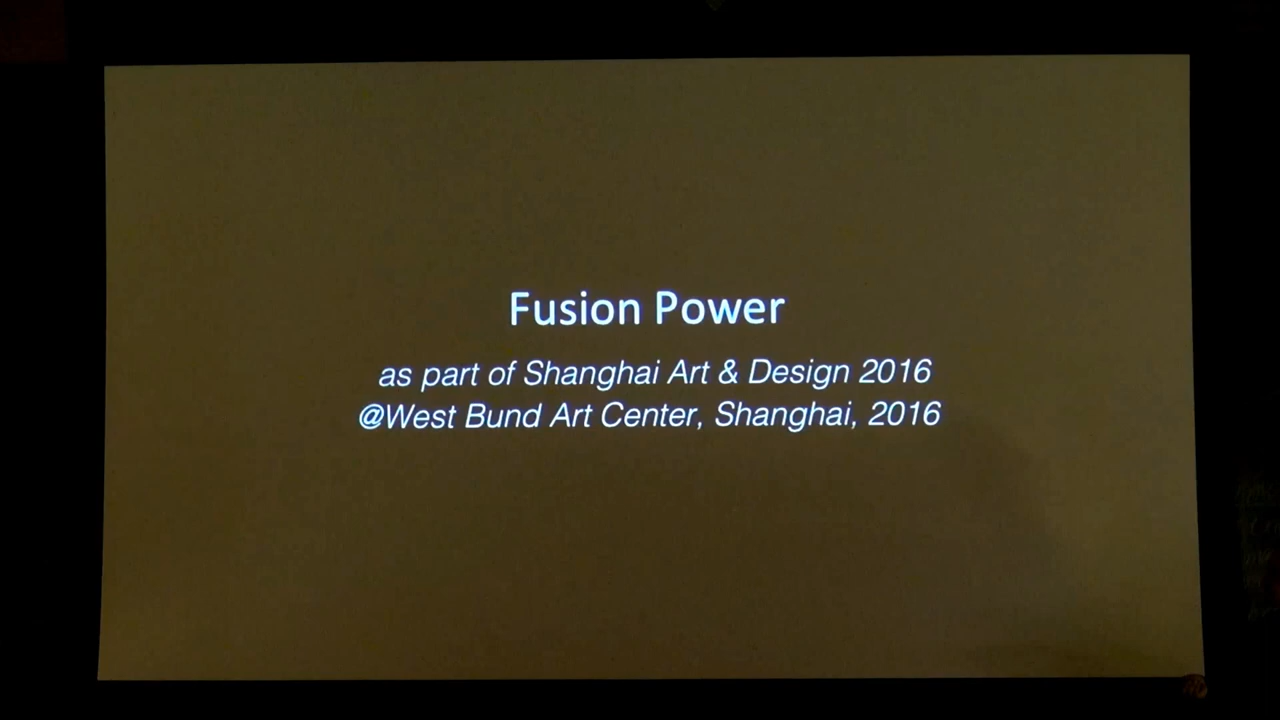 Fusion Power
as part of Shanghai Art & Design 2016
@West Bund Art Center, Shanghai, 2016